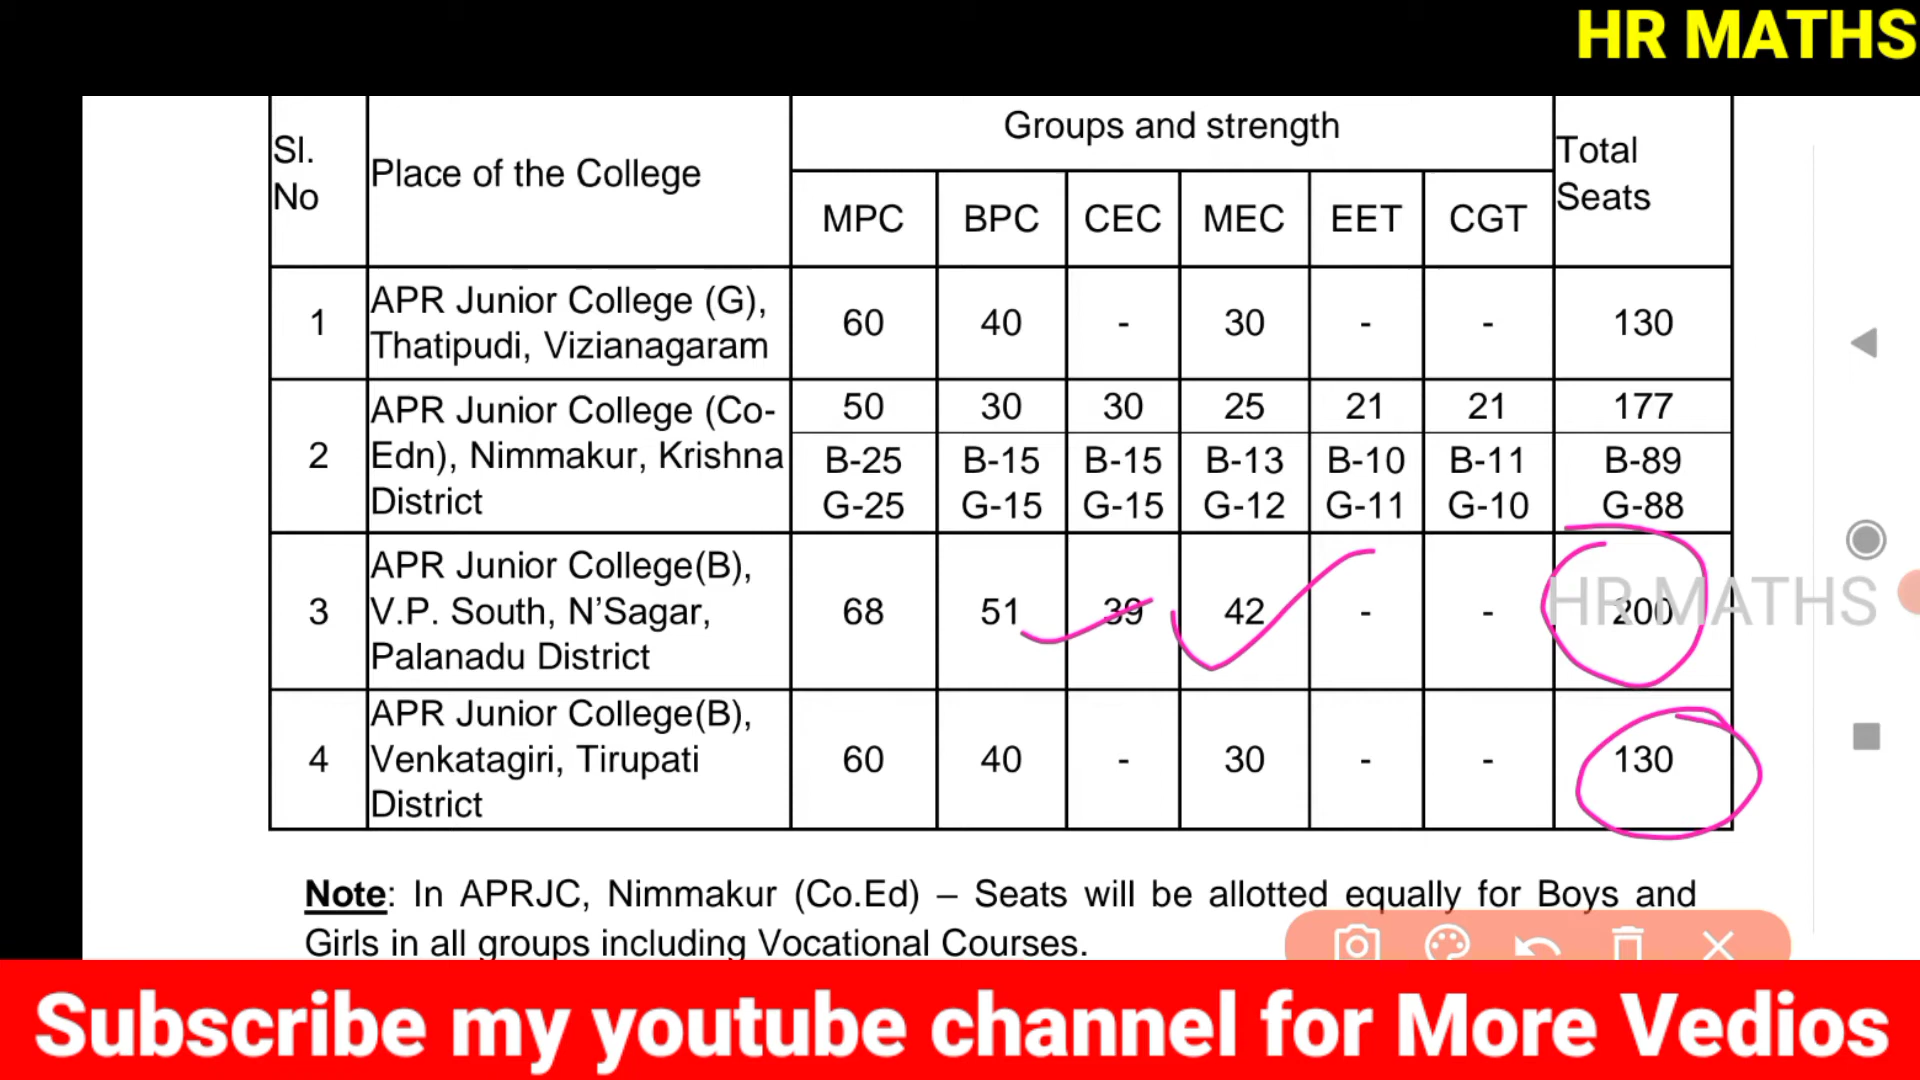 HR MATHS
Sl. No
Place of the College
Groups and strength
Total Seats
MPC BPC CEC MEC EET CGT
1
APR Junior College (G),
Thatipudi, Vizianagaram
60 40 - 30 - - 130
2
APR Junior College (Co-
Edn), Nimmakur, Krishna
District
50 30 30 25 21 21 177
B-25 B-15 B-15 B-13 B-10 B-11 B-89
G-25 G-15 G-15 G-12 G-11 G-10 G-88
3
APR Junior College(B),
V.P. South, N’Sagar,
Palanadu District
68 51 39 42 - - 200
HR MATHS
4
APR Junior College(B),
Venkatagiri, Tirupati
District
60 40 - 30 - - 130
Note: In APRJC, Nimmakur (Co.Ed) – Seats will be allotted equally for Boys and
Girls in all groups including Vocational Courses.
Subscribe my youtube channel for More Vedios